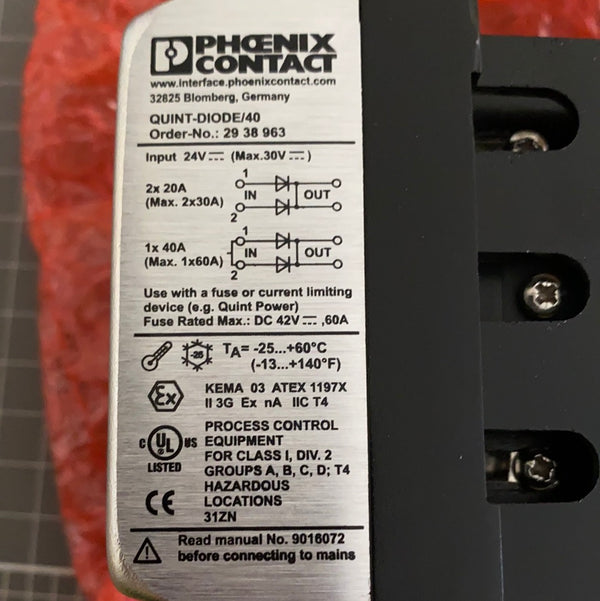 PHŒNIX
CONTACT
www.interface.phoenixcontact.com
32825 Blomberg, Germany
QUINT-DIODE/40
Order-No.: 29 38 963
Input 24V⎓ (Max.30V⎓)
2x 20A
(Max. 2x30A)
1
IN
OUT
2
1x 40A
(Max. 1x60A)
1
IN
OUT
2
Use with a fuse or current limiting
device (e.g. Quint Power)
Fuse Rated Max.: DC 42V⎓,60A
-25
TA= -25...+60°C
(-13...+140°F)
Ex
KEMA 03 ATEX 1197X
II 3G Ex nA IIC T4
C UL US
LISTED
PROCESS CONTROL
EQUIPMENT
FOR CLASS I, DIV. 2
GROUPS A, B, C, D; T4
HAZARDOUS
LOCATIONS
31ZN
CE
Read manual No. 9016072
before connecting to mains